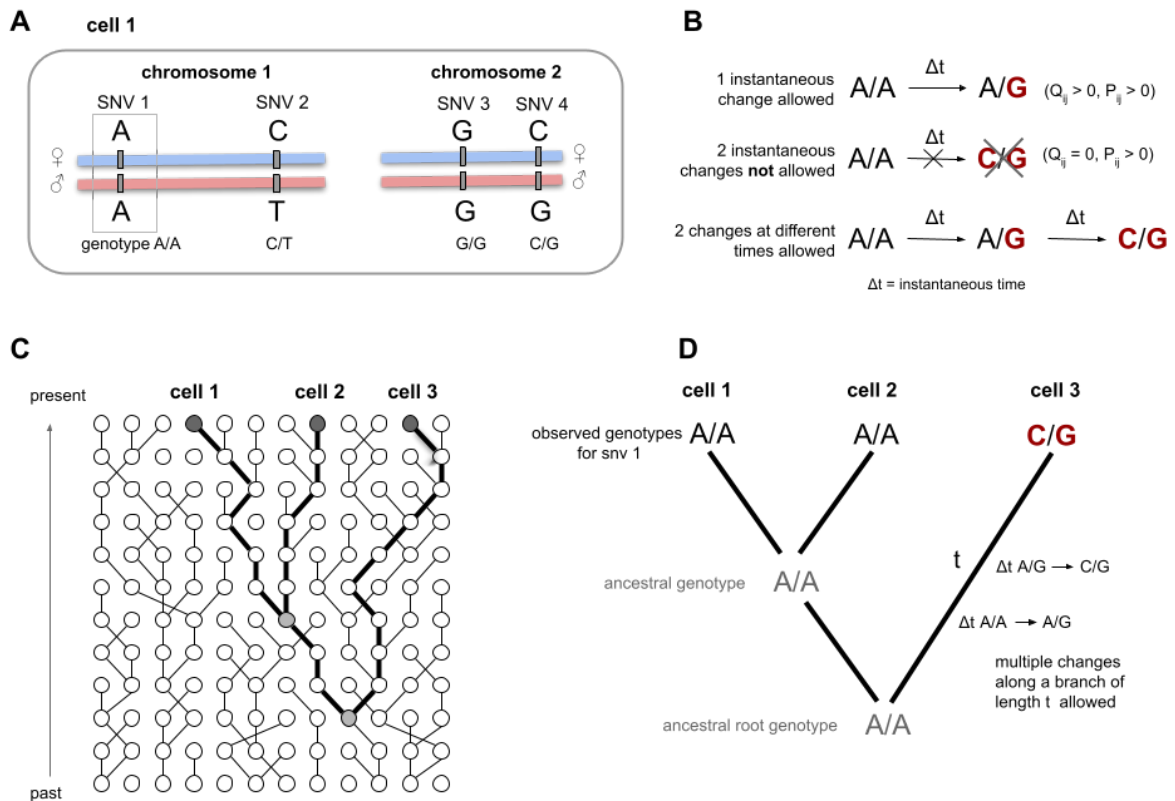 A
cell 1
chromosome 1
chromosome 2
SNV 1
SNV 2
SNV 3
SNV 4
A
C
G
C
♀
♀
♂
♂
A
T
G
G
genotype A/A
C/T
G/G
C/G
B
1 instantaneous
change allowed
A/A
Δt
A/G
(Qij > 0, Pij > 0)
2 instantaneous
changes not allowed
A/A
Δt
C/G
(Qij = 0, Pij > 0)
2 changes at different
times allowed
A/A
Δt
A/G
Δt
C/G
Δt = instantaneous time
C
present
cell 1
cell 2
cell 3
past
D
cell 1
cell 2
cell 3
observed genotypes
for snv 1
A/A
A/A
C/G
t
Δt A/G → C/G
ancestral genotype
A/A
Δt A/A → A/G
multiple changes
along a branch of
length t allowed
ancestral root genotype
A/A